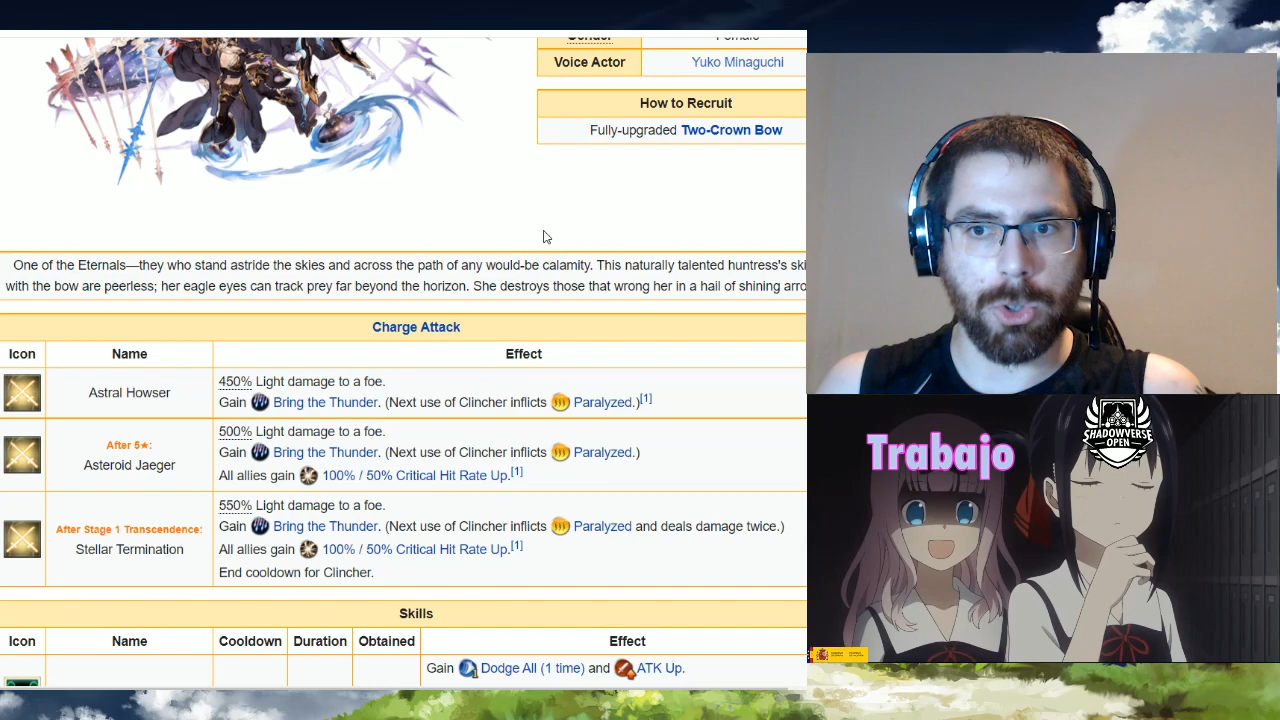 Gender
Female
Voice Actor
Yuko Minaguchi
How to Recruit
Fully-upgraded Two-Crown Bow
One of the Eternals—they who stand astride the skies and across the path of any would-be calamity. This naturally talented huntress's ski
with the bow are peerless; her eagle eyes can track prey far beyond the horizon. She destroys those that wrong her in a hail of shining arro
Charge Attack
Icon Name Effect
Astral Howser
450% Light damage to a foe.
Gain Bring the Thunder. (Next use of Clincher inflicts Paralyzed.)[1]
After 5★:
Asteroid Jaeger
500% Light damage to a foe.
Gain Bring the Thunder. (Next use of Clincher inflicts Paralyzed.)
All allies gain 100% / 50% Critical Hit Rate Up.[1]
After Stage 1 Transcendence:
Stellar Termination
550% Light damage to a foe.
Gain Bring the Thunder. (Next use of Clincher inflicts Paralyzed and deals damage twice.)
All allies gain 100% / 50% Critical Hit Rate Up.[1]
End cooldown for Clincher.
Skills
Icon Name Cooldown Duration Obtained Effect
Gain Dodge All (1 time) and ATK Up.
Trabajo
SHADOWVERSE
OPEN